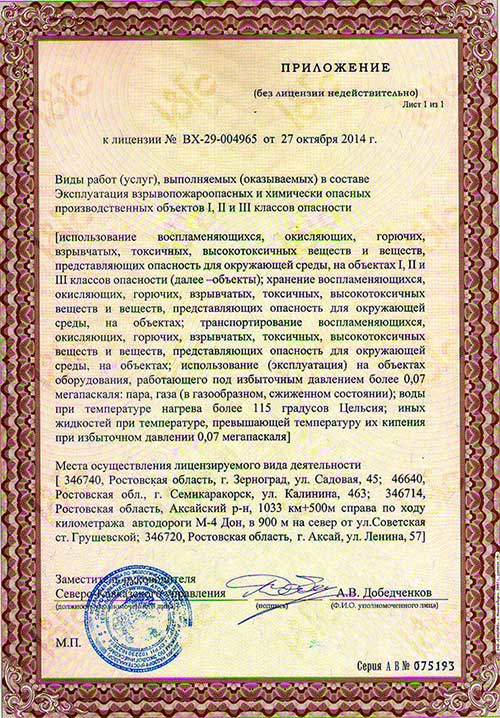 ПРИЛОЖЕНИЕ
(без лицензии недействительно)
Лист 1 из 1
к лицензии № ВХ-29-004965 от 27 октября 2014 г.
Виды работ (услуг), выполняемых (оказываемых) в составе
Эксплуатация взрывопожароопасных и химически опасных
производственных объектов I, II и III классов опасности
[использование воспламеняющихся, окисляющих, горючих,
взрывчатых, токсичных, высокотоксичных веществ и веществ,
представляющих опасность для окружающей среды, на объектах I, II и
III классов опасности (далее –объекты); хранение воспламеняющихся,
окисляющих, горючих, взрывчатых, токсичных, высокотоксичных
веществ и веществ, представляющих опасность для окружающей
среды, на объектах; транспортирование воспламеняющихся,
окисляющих, горючих, взрывчатых, токсичных, высокотоксичных
веществ и веществ, представляющих опасность для окружающей
среды, на объектах; использование (эксплуатация) на объектах
оборудования, работающего под избыточным давлением более 0,07
мегапаскаля: пара, газа (в газообразном, сжиженном состоянии); воды
при температуре нагрева более 115 градусов Цельсия; иных
жидкостей при температуре, превышающей температуру их кипения
при избыточном давлении 0,07 мегапаскаля]
Места осуществления лицензируемого вида деятельности
[ 346740, Ростовская область, г. Зерноград, ул. Садовая, 45; 46640,
Ростовская обл., г. Семикаракорск, ул. Калинина, 463; 346714,
Ростовская область, Аксайский р-н, 1033 км+500м справа по ходу
километража автодороги М-4 Дон, в 900 м на север от ул.Советская
ст. Грушевской; 346720, Ростовская область, г. Аксай, ул. Ленина, 57]
Заместитель руководителя
Северо-Кавказского управления А.В. Добедченков
(должность уполномоченного лица) (подпись) (Ф.И.О. уполномоченного лица)
М.П.
Серия А В № 075193